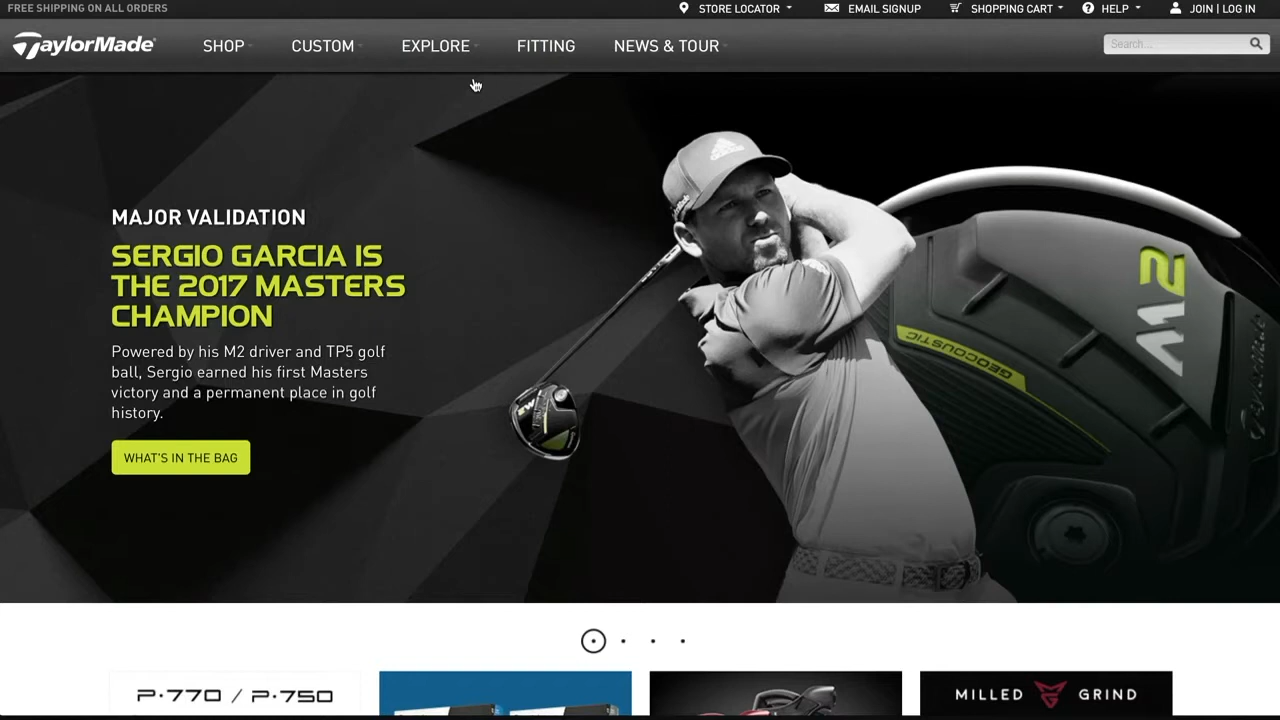 FREE SHIPPING ON ALL ORDERS
STORE LOCATOR
EMAIL SIGNUP
SHOPPING CART
HELP
JOIN | LOG IN
TaylorMade
SHOP
CUSTOM
EXPLORE
FITTING
NEWS & TOUR
Search...
MAJOR VALIDATION
SERGIO GARCIA IS
THE 2017 MASTERS
CHAMPION
Powered by his M2 driver and TP5 golf
ball, Sergio earned his first Masters
victory and a permanent place in golf
history.
WHAT'S IN THE BAG
M2
GEOCOUSTIC
TaylorMade
P·770 / P·750
MILLED GRIND